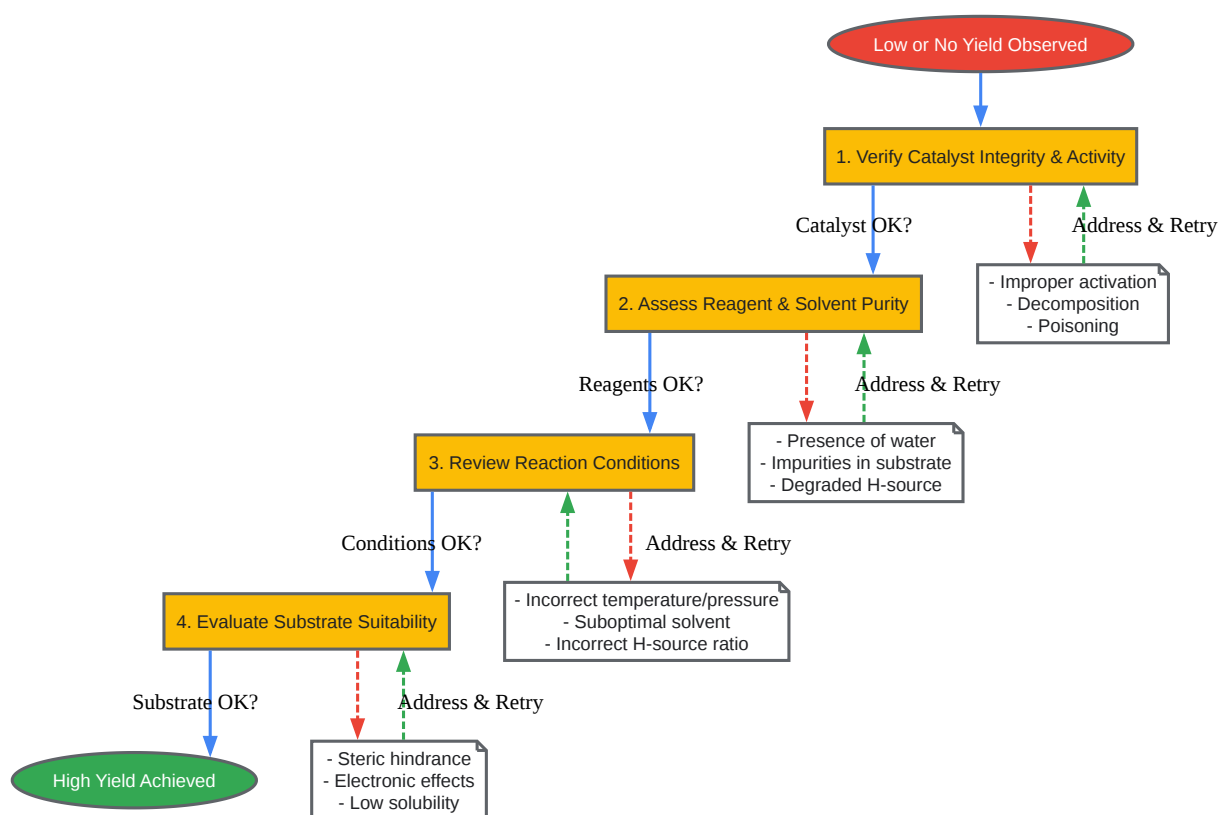 Low or No Yield Observed
1. Verify Catalyst Integrity & Activity
Catalyst OK?
Address & Retry
- Improper activation
- Decomposition
- Poisoning
2. Assess Reagent & Solvent Purity
Reagents OK?
Address & Retry
- Presence of water
- Impurities in substrate
- Degraded H-source
3. Review Reaction Conditions
Conditions OK?
Address & Retry
- Incorrect temperature/pressure
- Suboptimal solvent
- Incorrect H-source ratio
4. Evaluate Substrate Suitability
Substrate OK?
Address & Retry
- Steric hindrance
- Electronic effects
- Low solubility
High Yield Achieved